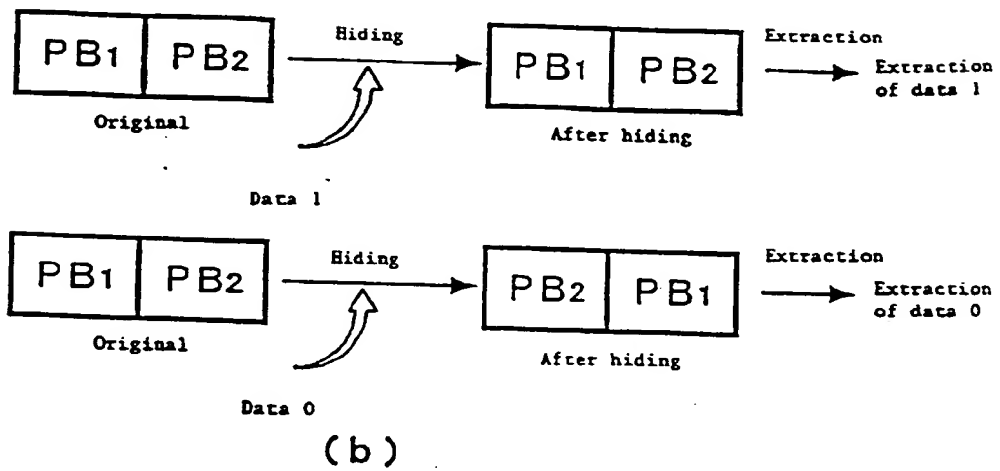 Hiding
Extraction
PB1 PB2
PB1 PB2
Extraction
of data 1
Original
After hiding
Data 1
Hiding
Extraction
PB1 PB2
PB2 PB1
Extraction
of data 0
Original
After hiding
Data 0
(b)